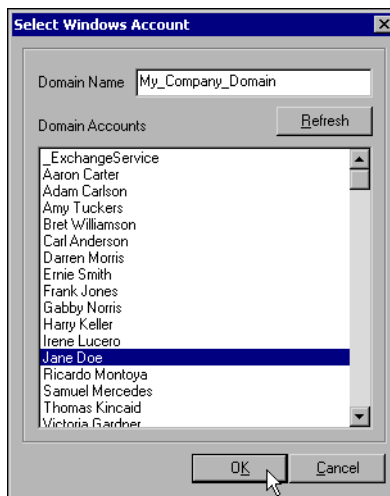 Select Windows Account
Domain Name My_Company_Domain
Domain Accounts Refresh
_ExchangeService
Aaron Carter
Adam Carlson
Amy Tuckers
Bret Williamson
Carl Anderson
Darren Morris
Ernie Smith
Frank Jones
Gabby Norris
Harry Keller
Irene Lucero
Jane Doe
Ricardo Montoya
Samuel Mercedes
Thomas Kincaid
Victoria Gardner
OK Cancel